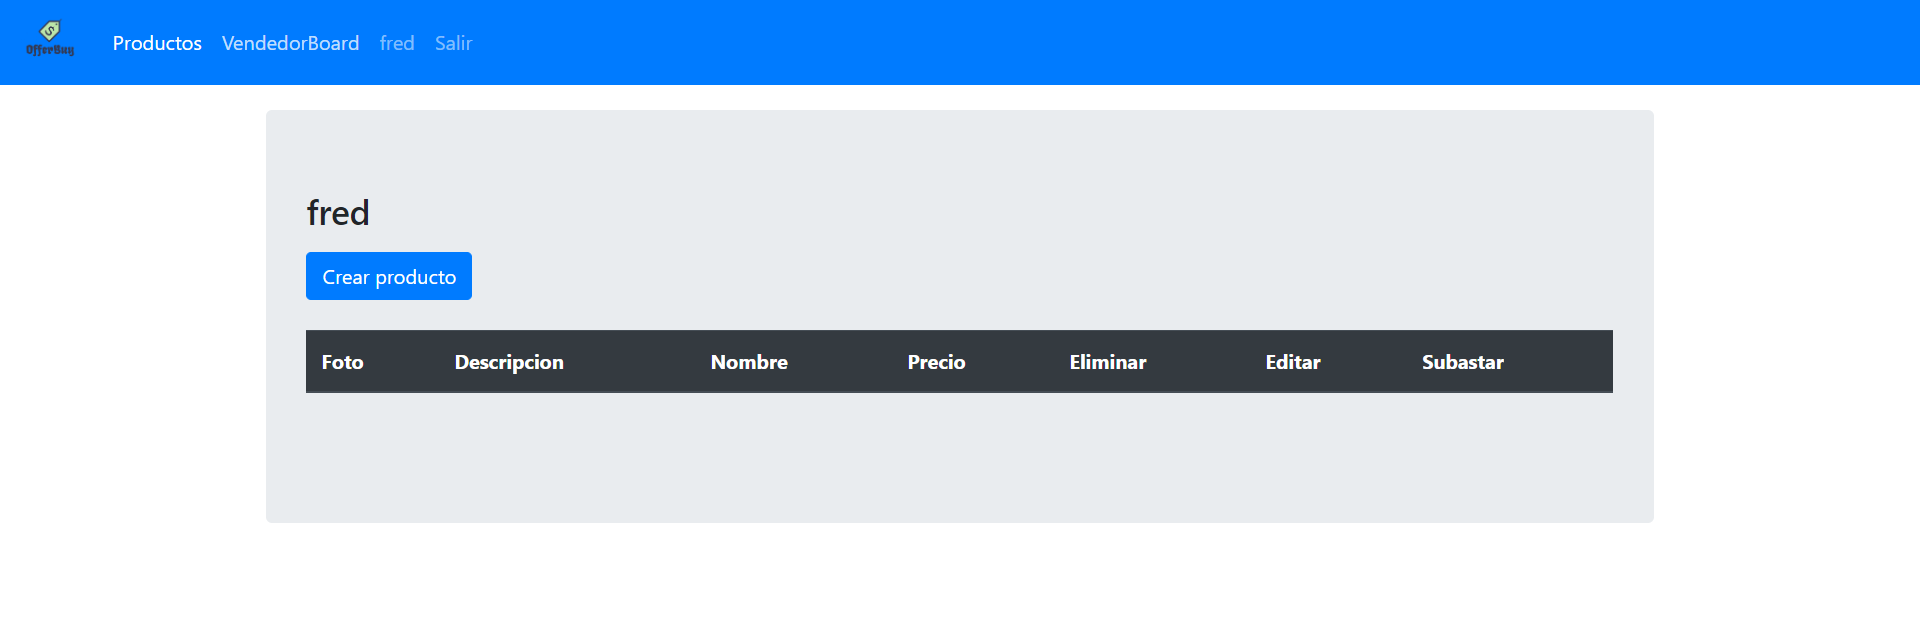 OfferBuy Productos VendedorBoard fred Salir
fred
Crear producto
Foto Descripcion Nombre Precio Eliminar Editar Subastar